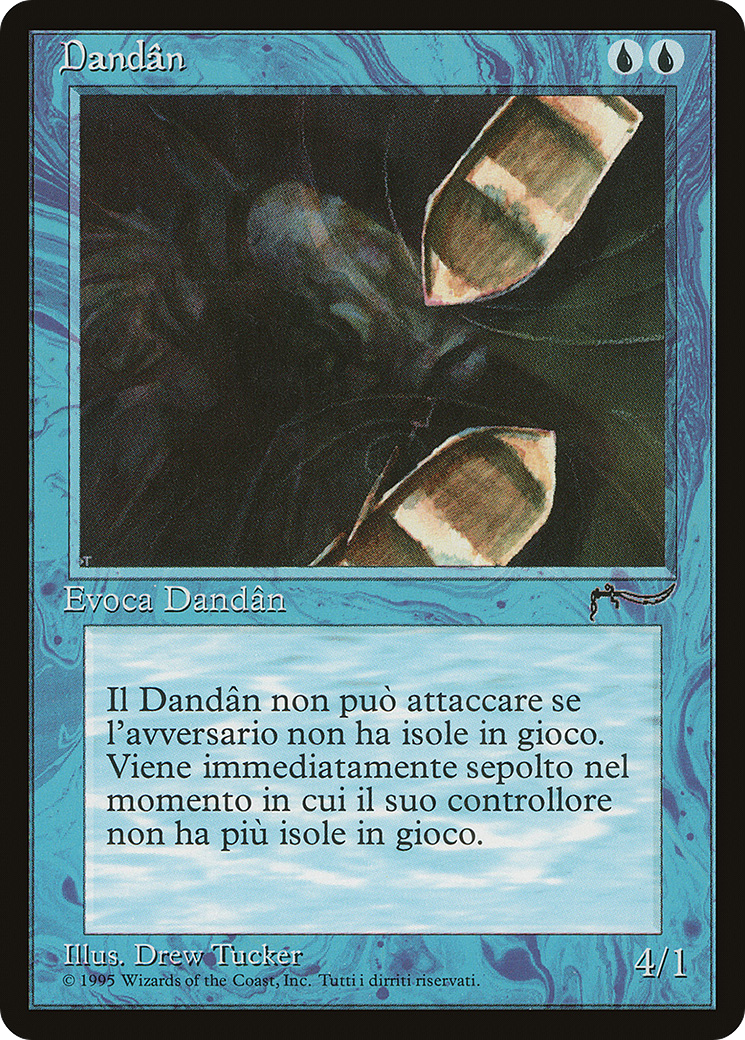 Dandân
Evoca Dandân
Il Dandân non può attaccare se
l'avversario non ha isole in gioco.
Viene immediatamente sepolto nel
momento in cui il suo controllore
non ha più isole in gioco.
Illus. Drew Tucker
4/1
© 1995 Wizards of the Coast, Inc. Tutti i dirriti riservati.